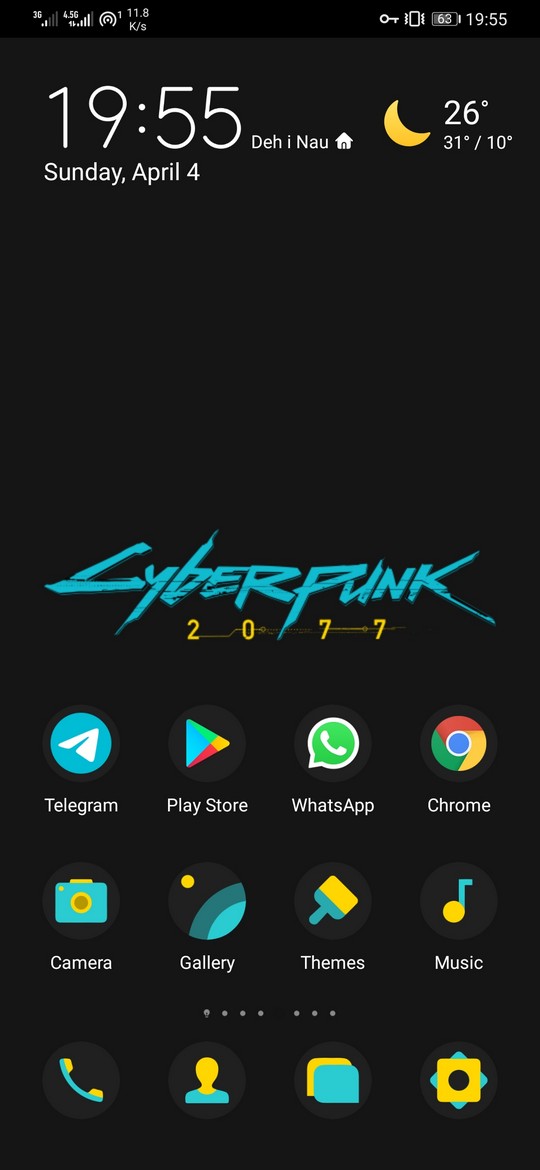 3G 4.5G 1 11.8 K/s 63 19:55
19:55 Deh i Nau 26°
31° / 10°
Sunday, April 4
Cyberpunk
2077
Telegram Play Store WhatsApp Chrome
Camera Gallery Themes Music